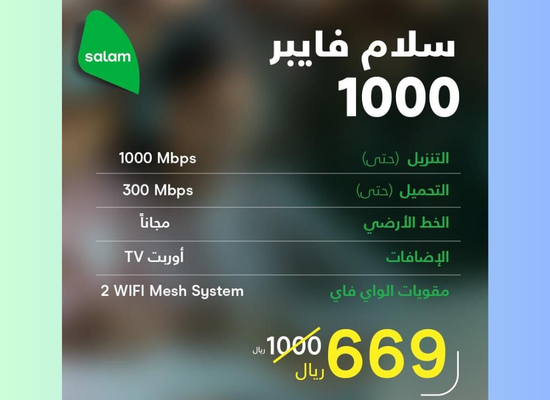 salam
سلام فايبر
1000
التنزيل (حتى) 1000 Mbps
التحميل (حتى) 300 Mbps
الخط الأرضي مجاناً
الإضافات أوربت TV
مقويات الواي فاي 2 WIFI Mesh System
669 ريال 1000 ريال